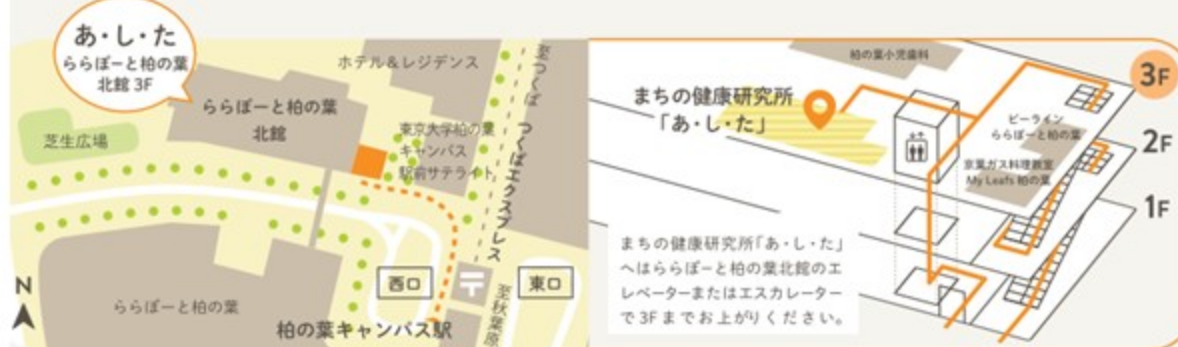 あ・し・た
ららぽーと柏の葉
北館 3F
ホテル＆レジデンス
ららぽーと柏の葉
北館
芝生広場
東京大学柏の葉
キャンパス
駅前サテライト
至つくば
つくばエクスプレス
至秋葉原
西口
東口
N
ららぽーと柏の葉
柏の葉キャンパス駅
柏の葉小児歯科
3F
まちの健康研究所
「あ・し・た」
ビーライン
ららぽーと柏の葉
2F
京葉ガス料理教室
My Leafs 柏の葉
1F
まちの健康研究所「あ・し・た」
へはららぽーと柏の葉北館のエ
レベーターまたはエスカレーター
で3Fまでお上がりください。